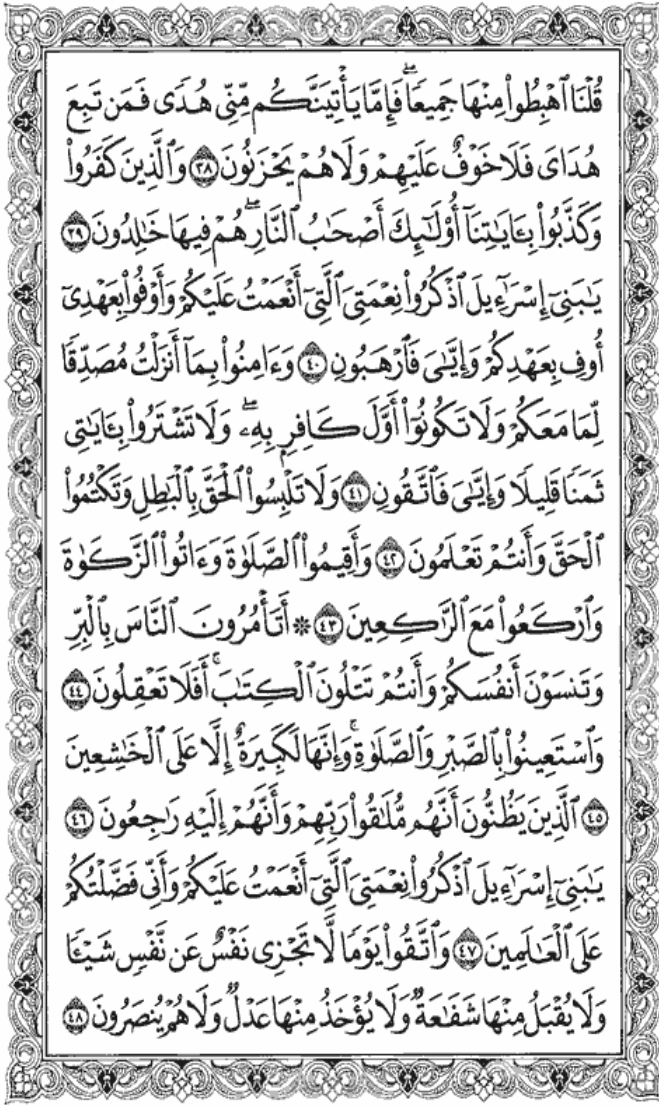 قُلۡنَا ٱهۡبِطُواْ مِنۡهَا جَمِيعٗاۖ فَإِمَّا يَأۡتِيَنَّكُم مِّنِّي هُدٗى فَمَن تَبِعَ
هُدَايَ فَلَا خَوۡفٌ عَلَيۡهِمۡ وَلَا هُمۡ يَحۡزَنُونَ ٣٨ وَٱلَّذِينَ كَفَرُواْ
وَكَذَّبُواْ بِـَٔايَٰتِنَآ أُوْلَٰٓئِكَ أَصۡحَٰبُ ٱلنَّارِۖ هُمۡ فِيهَا خَٰلِدُونَ ٣٩
يَٰبَنِيٓ إِسۡرَٰٓءِيلَ ٱذۡكُرُواْ نِعۡمَتِيَ ٱلَّتِيٓ أَنۡعَمۡتُ عَلَيۡكُمۡ وَأَوۡفُواْ بِعَهۡدِيٓ
أُوفِ بِعَهۡدِكُمۡ وَإِيَّٰيَ فَٱرۡهَبُونِ ٤٠ وَءَامِنُواْ بِمَآ أَنزَلۡتُ مُصَدِّقٗا
لِّمَا مَعَكُمۡ وَلَا تَكُونُوٓاْ أَوَّلَ كَافِرِۭ بِهِۦۖ وَلَا تَشۡتَرُواْ بِـَٔايَٰتِي
ثَمَنٗا قَلِيلٗا وَإِيَّٰيَ فَٱتَّقُونِ ٤١ وَلَا تَلۡبِسُواْ ٱلۡحَقَّ بِٱلۡبَٰطِلِ وَتَكۡتُمُواْ
ٱلۡحَقَّ وَأَنتُمۡ تَعۡلَمُونَ ٤٢ وَأَقِيمُواْ ٱلصَّلَوٰةَ وَءَاتُواْ ٱلزَّكَوٰةَ
وَٱرۡكَعُواْ مَعَ ٱلرَّٰكِعِينَ ٤٣ ۞ أَتَأۡمُرُونَ ٱلنَّاسَ بِٱلۡبِرِّ
وَتَنسَوۡنَ أَنفُسَكُمۡ وَأَنتُمۡ تَتۡلُونَ ٱلۡكِتَٰبَۚ أَفَلَا تَعۡقِلُونَ ٤٤
وَٱسۡتَعِينُواْ بِٱلصَّبۡرِ وَٱلصَّلَوٰةِۚ وَإِنَّهَا لَكَبِيرَةٌ إِلَّا عَلَى ٱلۡخَٰشِعِينَ
٤٥ ٱلَّذِينَ يَظُنُّونَ أَنَّهُم مُّلَٰقُواْ رَبِّهِمۡ وَأَنَّهُمۡ إِلَيۡهِ رَٰجِعُونَ ٤٦
يَٰبَنِيٓ إِسۡرَٰٓءِيلَ ٱذۡكُرُواْ نِعۡمَتِيَ ٱلَّتِيٓ أَنۡعَمۡتُ عَلَيۡكُمۡ وَأَنِّي فَضَّلۡتُكُمۡ
عَلَى ٱلۡعَٰلَمِينَ ٤٧ وَٱتَّقُواْ يَوۡمٗا لَّا تَجۡزِي نَفۡسٌ عَن نَّفۡسٖ شَيۡـٔٗا
وَلَا يُقۡبَلُ مِنۡهَا شَفَٰعَةٞ وَلَا يُؤۡخَذُ مِنۡهَا عَدۡلٞ وَلَا هُمۡ يُنصَرُونَ ٤٨